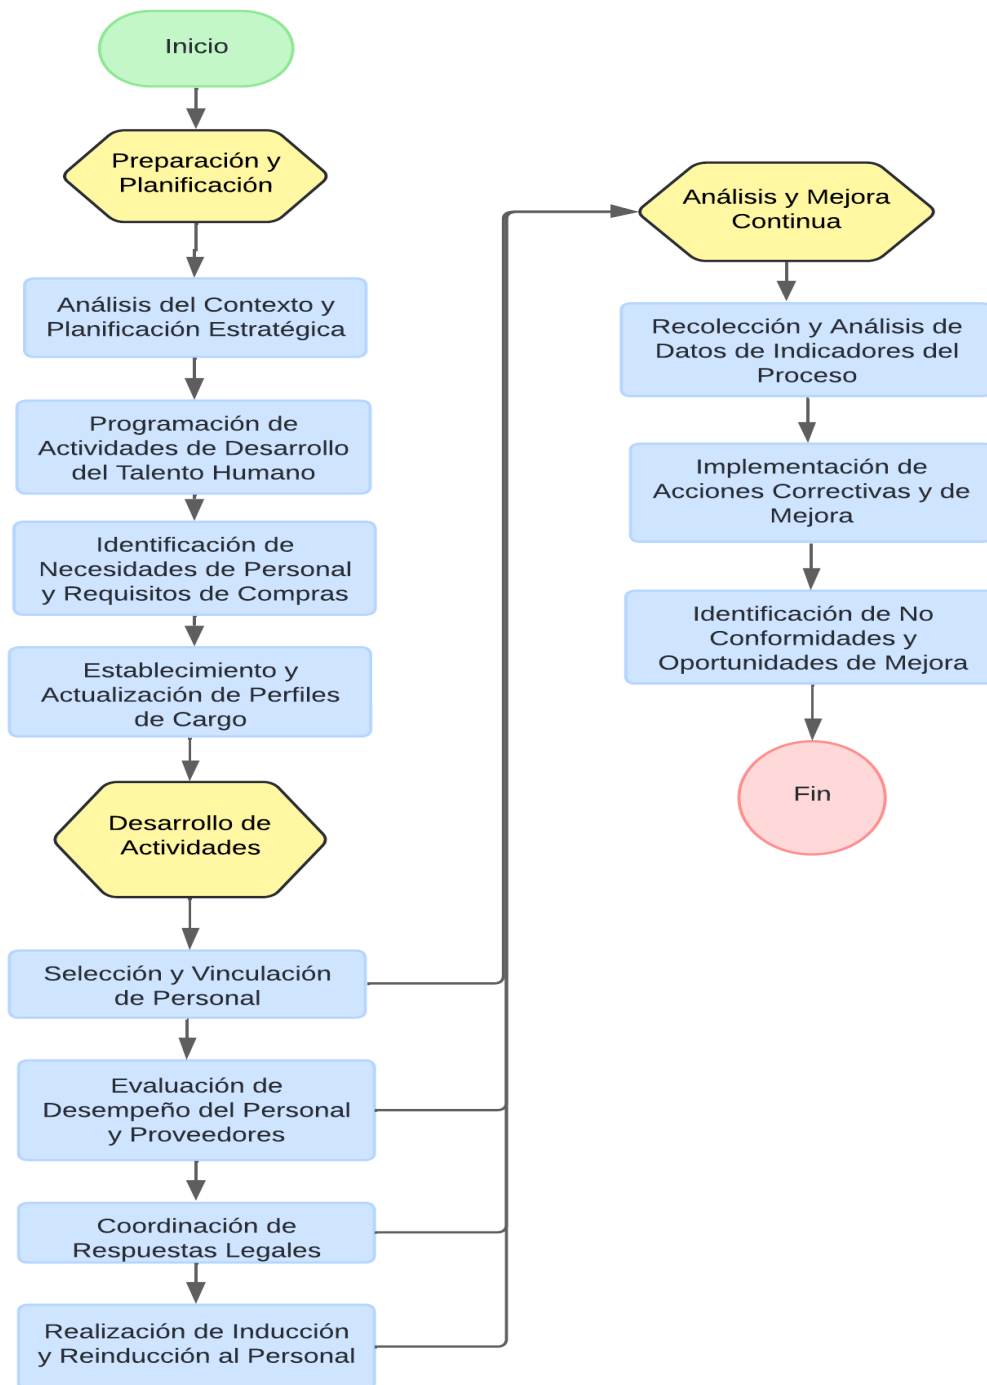 Inicio
Preparación y
Planificación
Análisis del Contexto y
Planificación Estratégica
Programación de
Actividades de Desarrollo
del Talento Humano
Identificación de
Necesidades de Personal
y Requisitos de Compras
Establecimiento y
Actualización de Perfiles
de Cargo
Desarrollo de
Actividades
Selección y Vinculación
de Personal
Evaluación de
Desempeño del Personal
y Proveedores
Coordinación de
Respuestas Legales
Realización de Inducción
y Reinducción al Personal
Análisis y Mejora
Continua
Recolección y Análisis de
Datos de Indicadores del
Proceso
Implementación de
Acciones Correctivas y de
Mejora
Identificación de No
Conformidades y
Oportunidades de Mejora
Fin